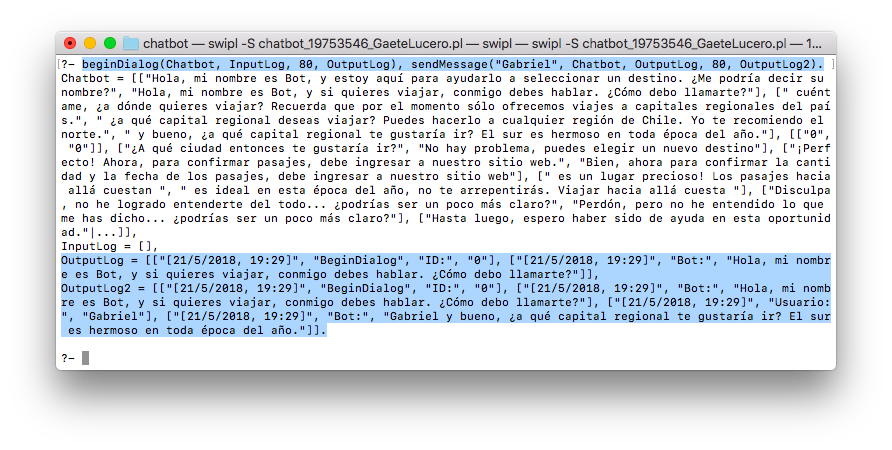 chatbot — swipl -S chatbot_19753546_GaeteLucero.pl — swipl — swipl -S chatbot_19753546_GaeteLucero.pl — 1...
[?- beginDialog(Chatbot, InputLog, 80, OutputLog), sendMessage("Gabriel", Chatbot, OutputLog, 80, OutputLog2). ]
Chatbot = [["Hola, mi nombre es Bot, y estoy aquí para ayudarlo a seleccionar un destino. ¿Me podría decir su
nombre?", "Hola, mi nombre es Bot, y si quieres viajar, conmigo debes hablar. ¿Cómo debo llamarte?"], [" cuént
ame, ¿a dónde quieres viajar? Recuerda que por el momento sólo ofrecemos viajes a capitales regionales del paí
s.", " ¿a qué capital regional deseas viajar? Puedes hacerlo a cualquier región de Chile. Yo te recomiendo el
norte.", " y bueno, ¿a qué capital regional te gustaría ir? El sur es hermoso en toda época del año."], [["0",
"0"]], ["¿A qué ciudad entonces te gustaría ir?", "No hay problema, puedes elegir un nuevo destino"], ["¡Perf
ecto! Ahora, para confirmar pasajes, debe ingresar a nuestro sitio web.", "Bien, ahora para confirmar la canti
dad y la fecha de los pasajes, debe ingresar a nuestro sitio web"], [" es un lugar precioso! Los pasajes hacia
allá cuestan ", " es ideal en esta época del año, no te arrepentirás. Viajar hacia allá cuesta "], ["Disculpa
, no he logrado entenderte del todo... ¿podrías ser un poco más claro?", "Perdón, pero no he entendido lo que
me has dicho... ¿podrías ser un poco más claro?"], ["Hasta luego, espero haber sido de ayuda en esta oportunid
ad."|...]],
InputLog = [],
OutputLog = [["[21/5/2018, 19:29]", "BeginDialog", "ID:", "0"], ["[21/5/2018, 19:29]", "Bot:", "Hola, mi nombr
e es Bot, y si quieres viajar, conmigo debes hablar. ¿Cómo debo llamarte?"]],
OutputLog2 = [["[21/5/2018, 19:29]", "BeginDialog", "ID:", "0"], ["[21/5/2018, 19:29]", "Bot:", "Hola, mi nomb
re es Bot, y si quieres viajar, conmigo debes hablar. ¿Cómo debo llamarte?"], ["[21/5/2018, 19:29]", "Usuario:
", "Gabriel"], ["[21/5/2018, 19:29]", "Bot:", "Gabriel y bueno, ¿a qué capital regional te gustaría ir? El sur
es hermoso en toda época del año."]].
?-